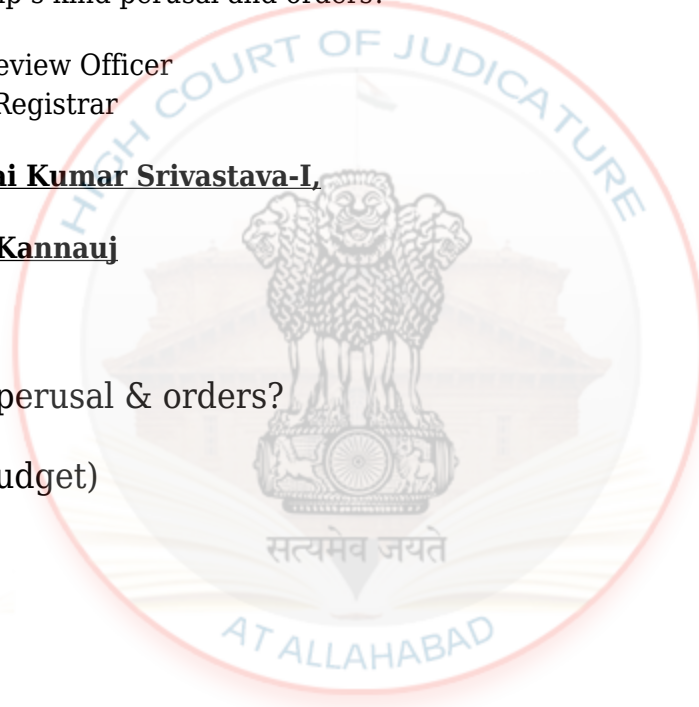 p's kind perusal and orders?
eview Officer
Registrar
ni Kumar Srivastava-I,
Kannauj
perusal & orders?
udget)
HIGH COURT OF JUDICATURE
सत्यमेव जयते
AT ALLAHABAD